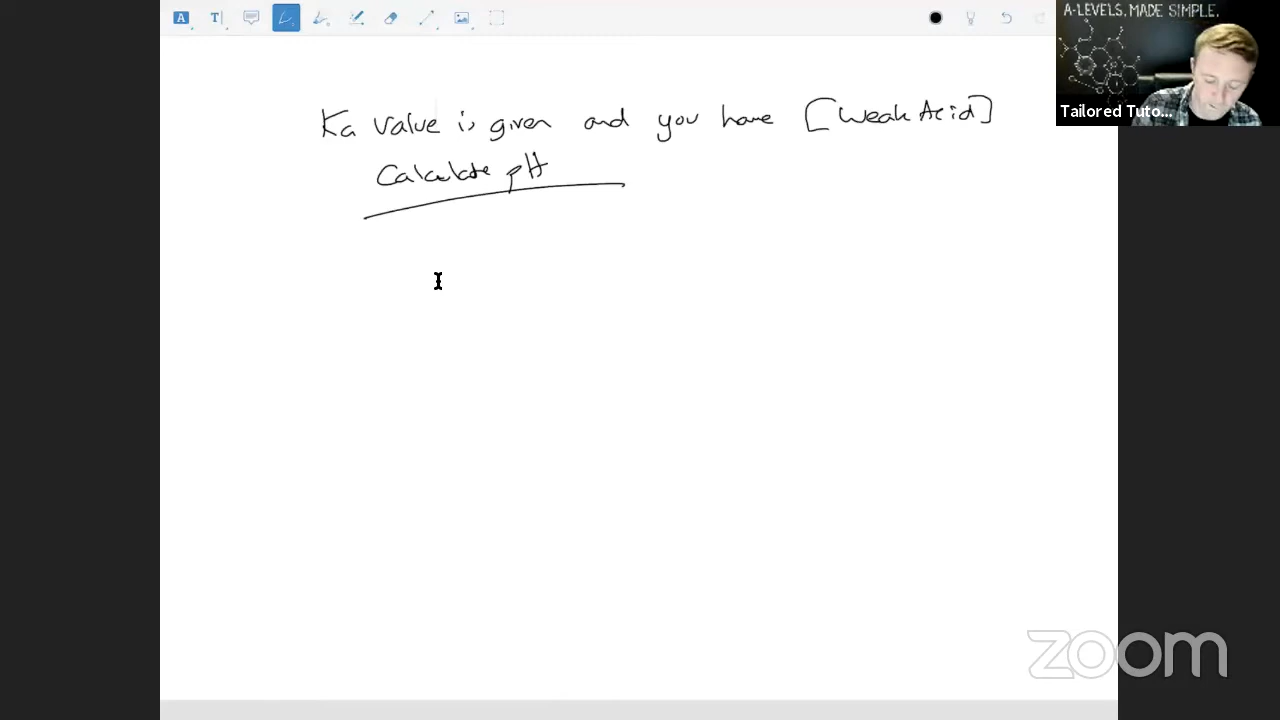 A-LEVELS. MADE SIMPLE.
Tailored Tuto...
Ka value is given and you have [Weak Acid]
Calculate pH
zoom